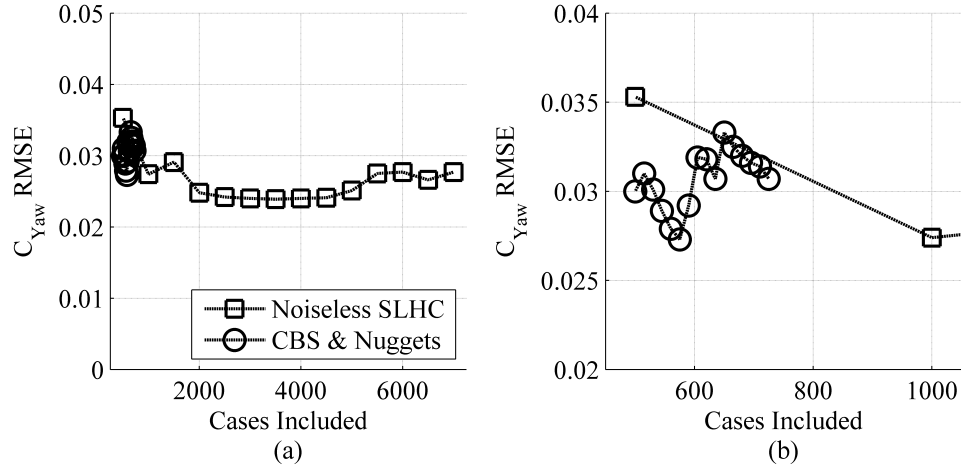 0.05
0.04
0.03
0.02
0.01
0
C_Yaw RMSE
2000
4000
6000
Cases Included
(a)
Noiseless SLHC
CBS & Nuggets
0.04
0.035
0.03
0.025
0.02
C_Yaw RMSE
600
800
1000
Cases Included
(b)